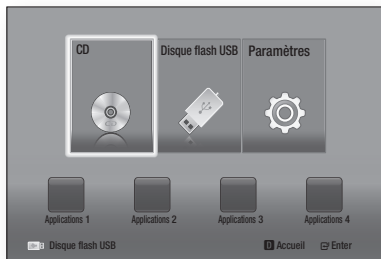 CD Disque flash USB Paramètres
Applications 1 Applications 2 Applications 3 Applications 4
Disque flash USB D Accueil Enter